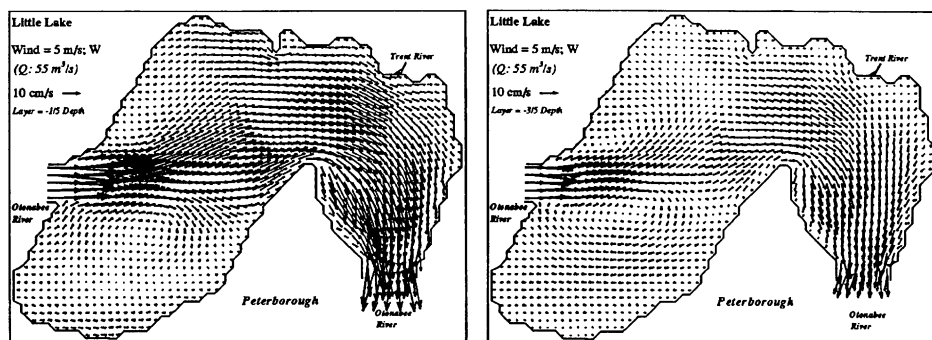 Little Lake
Wind = 5 m/s; W
(Q: 55 m³/s)
10 cm/s
Layer = -1/5 Depth
Trent River
Otonabee
River
Peterborough
Otonabee
River
Little Lake
Wind = 5 m/s; W
(Q: 55 m³/s)
10 cm/s
Layer = -3/5 Depth
Trent River
Otonabee
River
Peterborough
Otonabee
River